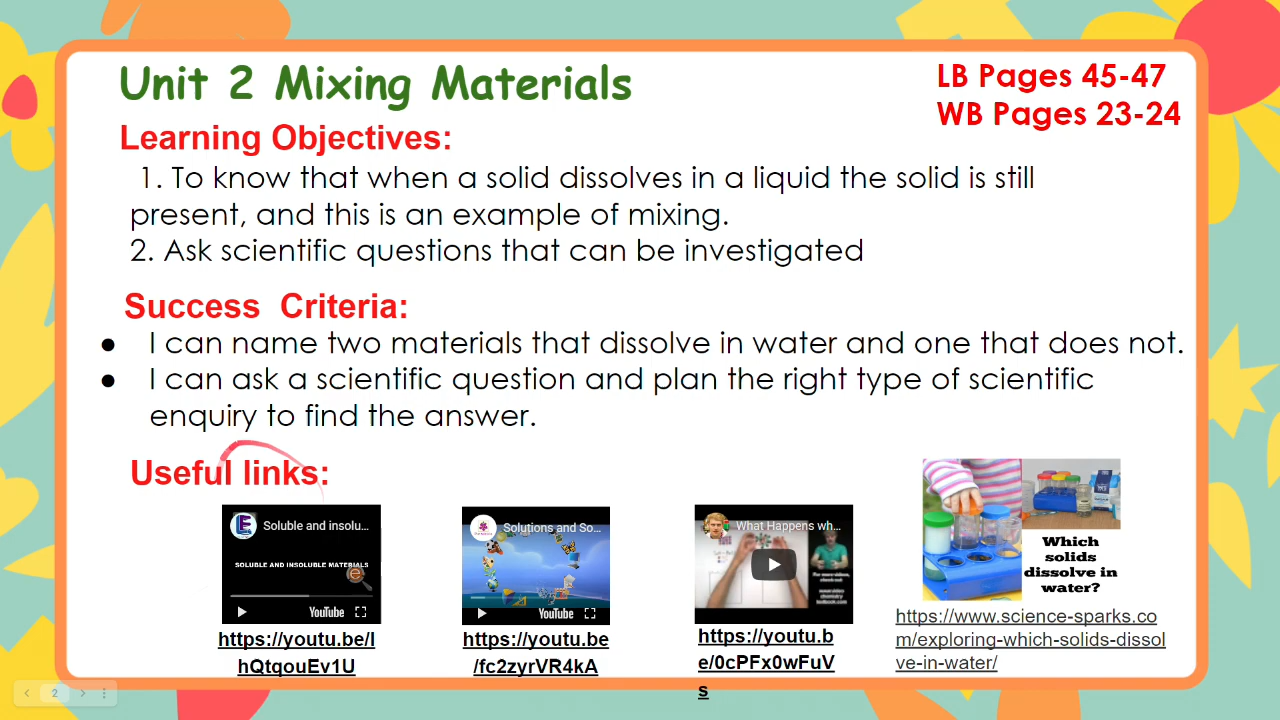 Unit 2 Mixing Materials
LB Pages 45-47
WB Pages 23-24
Learning Objectives:
1. To know that when a solid dissolves in a liquid the solid is still
present, and this is an example of mixing.
2. Ask scientific questions that can be investigated
Success Criteria:
● I can name two materials that dissolve in water and one that does not.
● I can ask a scientific question and plan the right type of scientific
enquiry to find the answer.
Useful links:
Soluble and insolu...
SOLUBLE AND INSOLUBLE MATERIALS
YouTube
https://youtu.be/l
hQtqouEv1U
Solutions and So...
YouTube
https://youtu.be
/fc2zyrVR4kA
What Happens wh...
https://youtu.b
e/0cPFx0wFuV
s
Which
solids
dissolve in
water?
https://www.science-sparks.co
m/exploring-which-solids-dissol
ve-in-water/
2